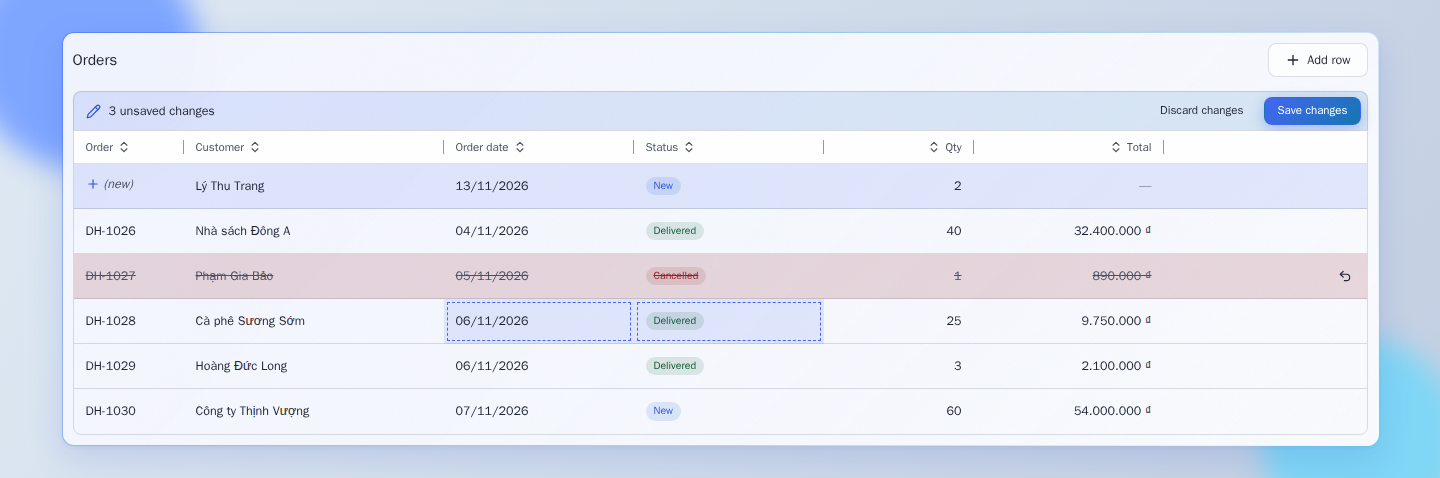 Orders
Add row
3 unsaved changes Discard changes Save changes
Order Customer Order date Status Qty Total
(new) Lý Thu Trang 13/11/2026 New 2 —
DH-1026 Nhà sách Đông A 04/11/2026 Delivered 40 32.400.000 ₫
DH-1027 Phạm Gia Bảo 05/11/2026 Cancelled 1 890.000 ₫
DH-1028 Cà phê Sương Sớm 06/11/2026 Delivered 25 9.750.000 ₫
DH-1029 Hoàng Đức Long 06/11/2026 Delivered 3 2.100.000 ₫
DH-1030 Công ty Thịnh Vượng 07/11/2026 New 60 54.000.000 ₫